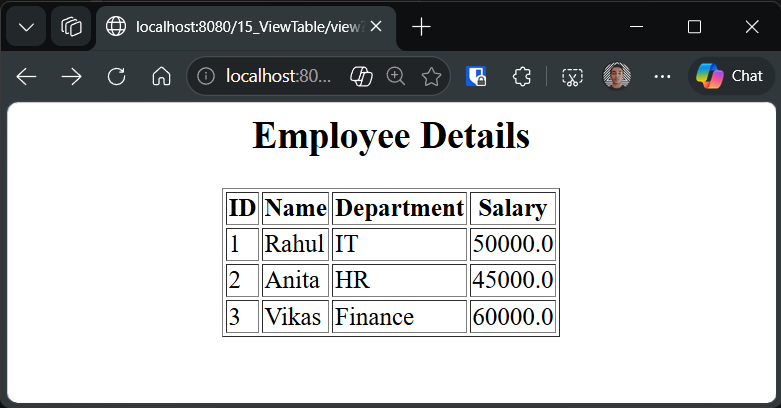 localhost:8080/15_ViewTable/view
localhost:80... Chat
Employee Details
ID Name Department Salary
1 Rahul IT 50000.0
2 Anita HR 45000.0
3 Vikas Finance 60000.0